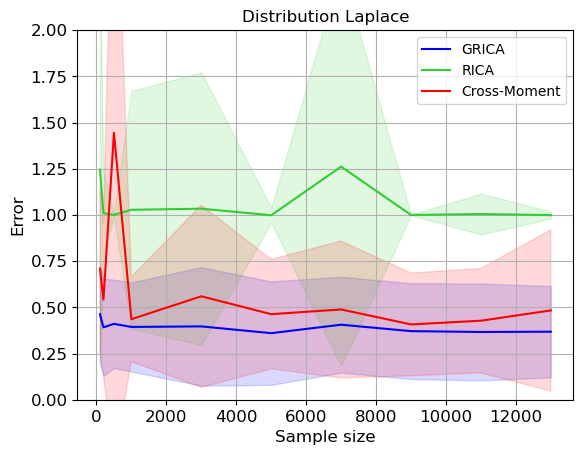 Distribution Laplace
2.00
1.75
1.50
1.25
1.00
0.75
0.50
0.25
0.00
Error
GRICA
RICA
Cross-Moment
0 2000 4000 6000 8000 10000 12000
Sample size